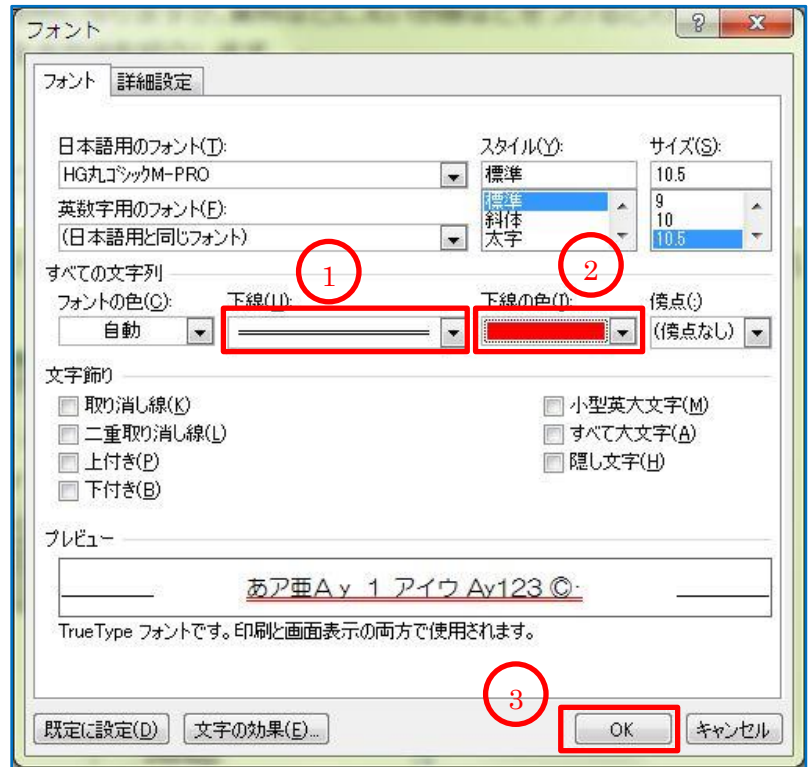 フォント
フォント 詳細設定
日本語用のフォント(T): スタイル(Y): サイズ(S):
HG丸ゴシックM-PRO 標準 10.5
英数字用のフォント(F): 標準 9
斜体 10
(日本語用と同じフォント) 太字 10.5
すべての文字列 1 2
フォントの色(C): 下線(U): 下線の色(I): 傍点(:)
自動 (傍点なし)
文字飾り
取り消し線(K) 小型英大文字(M)
二重取り消し線(L) すべて大文字(A)
上付き(P) 隠し文字(H)
下付き(B)
プレビュー
あア亜Ay 1 アイウ Ay123 ©·
TrueType フォントです。印刷と画面表示の両方で使用されます。
3
既定に設定(D) 文字の効果(E)... OK キャンセル